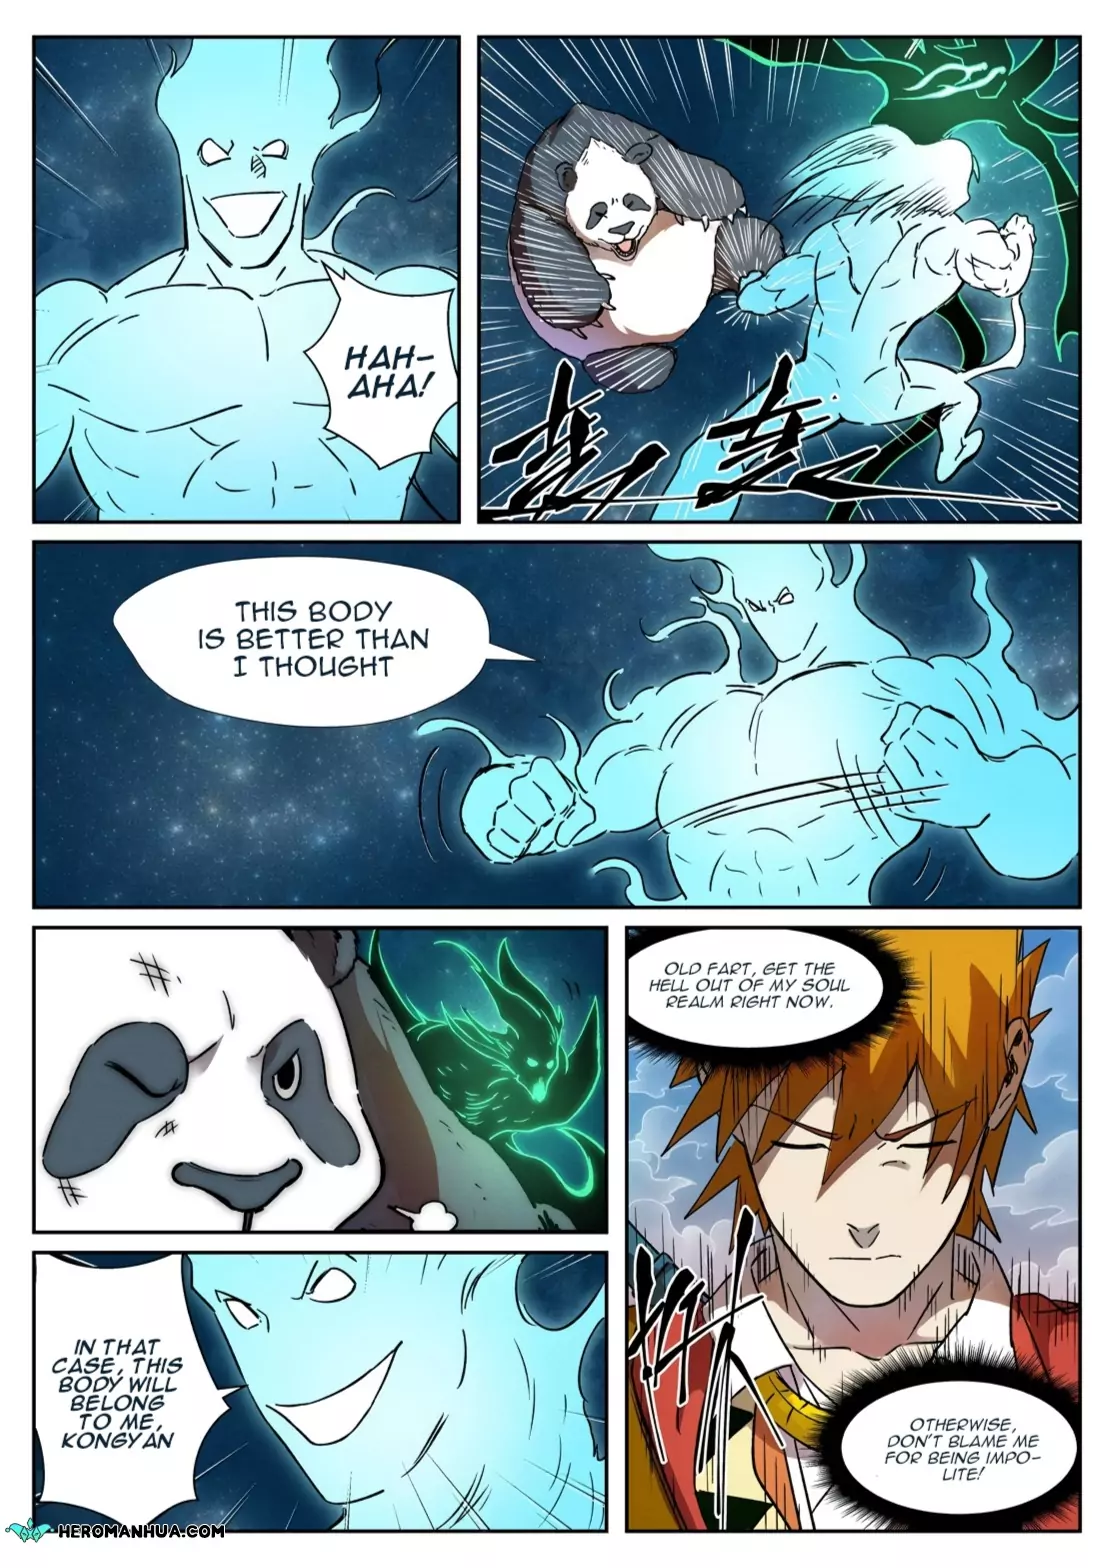 HAH-
AHA!
THIS BODY
IS BETTER THAN
I THOUGHT
OLD FART, GET THE
HELL OUT OF MY SOUL
REALM RIGHT NOW.
IN THAT
CASE, THIS
BODY WILL
BELONG
TO ME,
KONGYAN
OTHERWISE,
DON'T BLAME ME
FOR BEING IMPO-
LITE!
HEROMANHUA.COM